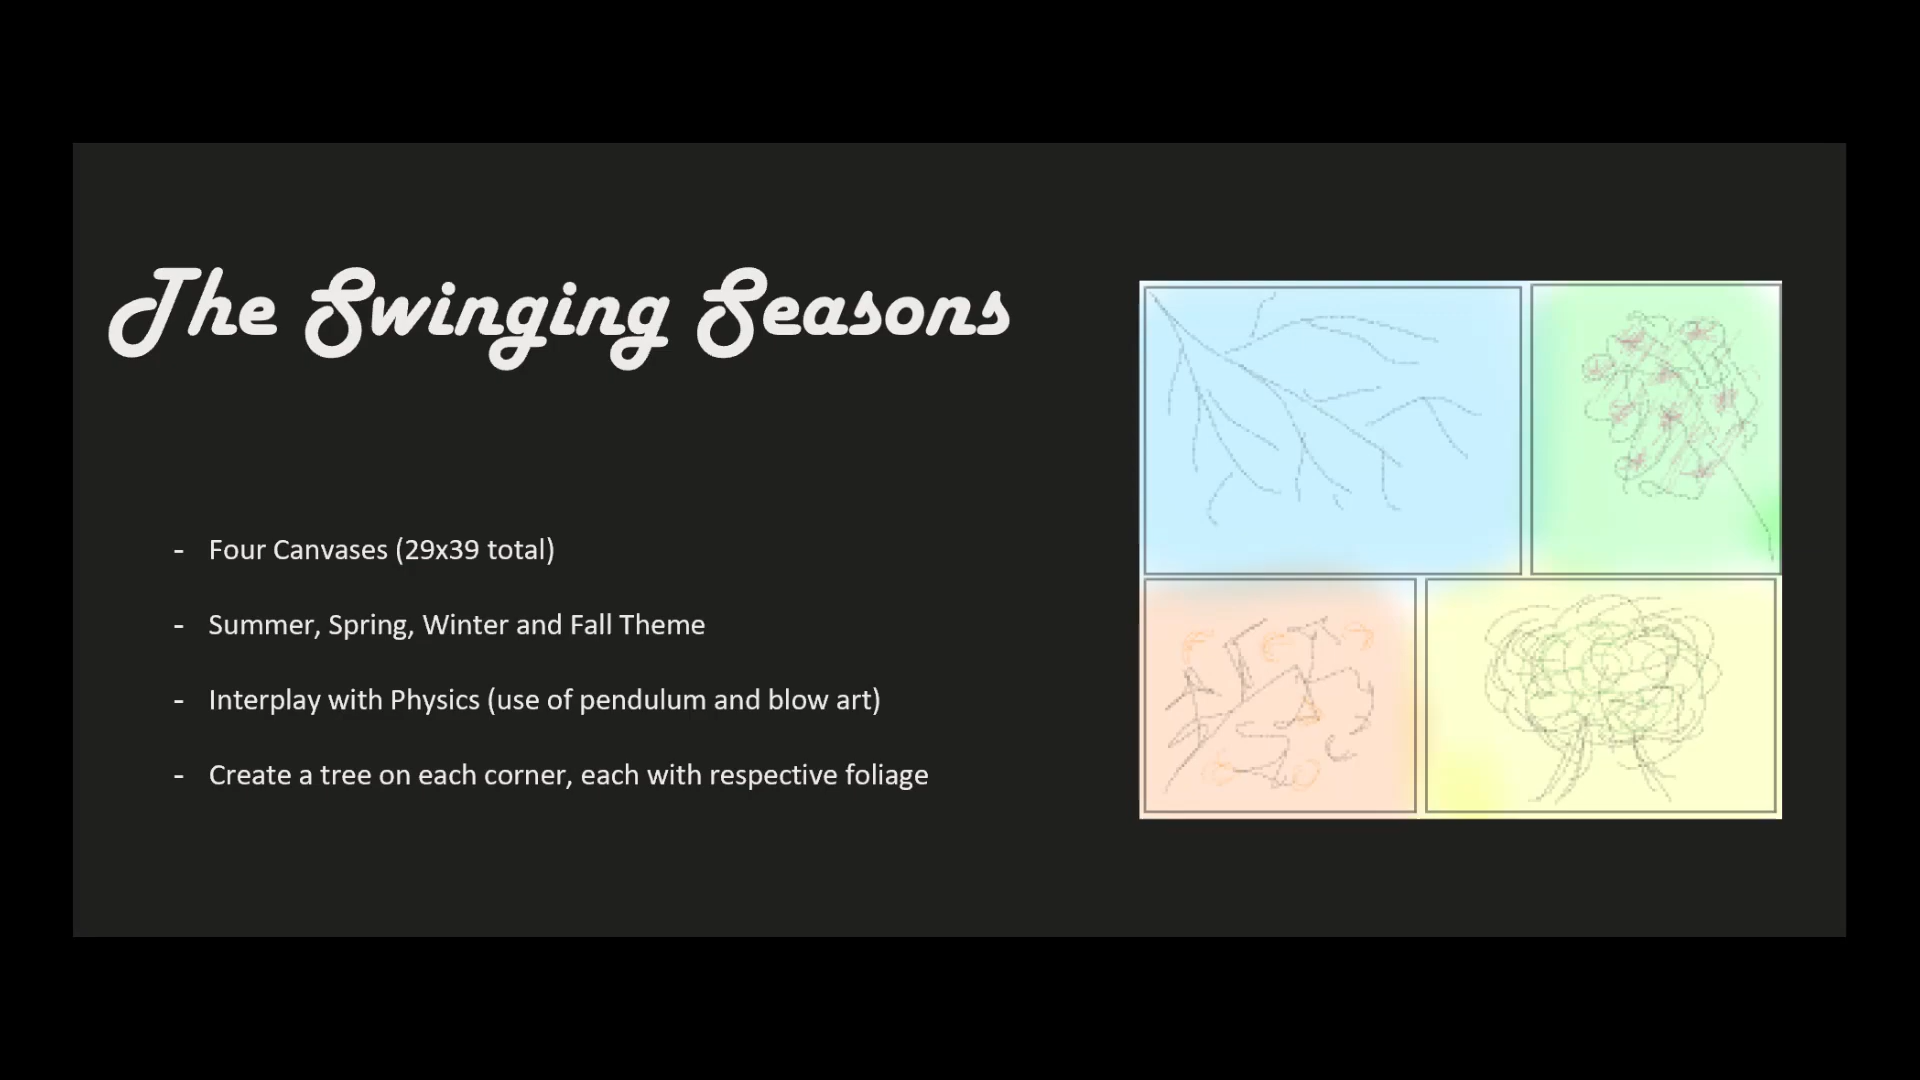 The Swinging Seasons
- Four Canvases (29x39 total)
- Summer, Spring, Winter and Fall Theme
- Interplay with Physics (use of pendulum and blow art)
- Create a tree on each corner, each with respective foliage